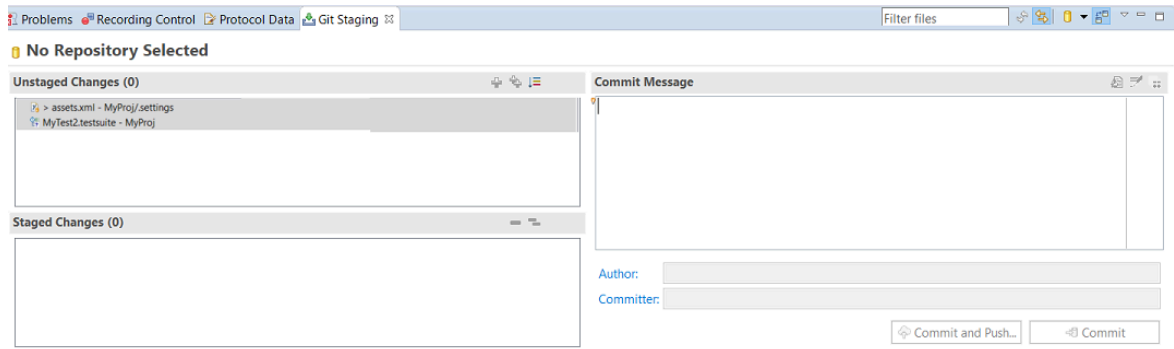 Problems Recording Control Protocol Data Git Staging
Filter files
No Repository Selected
Unstaged Changes (0)
> assets.xml - MyProj/.settings
MyTest2.testsuite - MyProj
Staged Changes (0)
Commit Message
Author:
Committer:
Commit and Push...
Commit